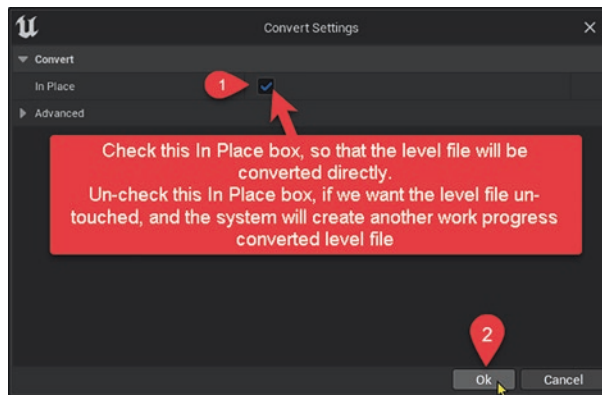 Convert Settings
Convert
In Place
1
Advanced
Check this In Place box, so that the level file will be
converted directly.
Un-check this In Place box, if we want the level file un-
touched, and the system will create another work progress
converted level file
2
Ok
Cancel